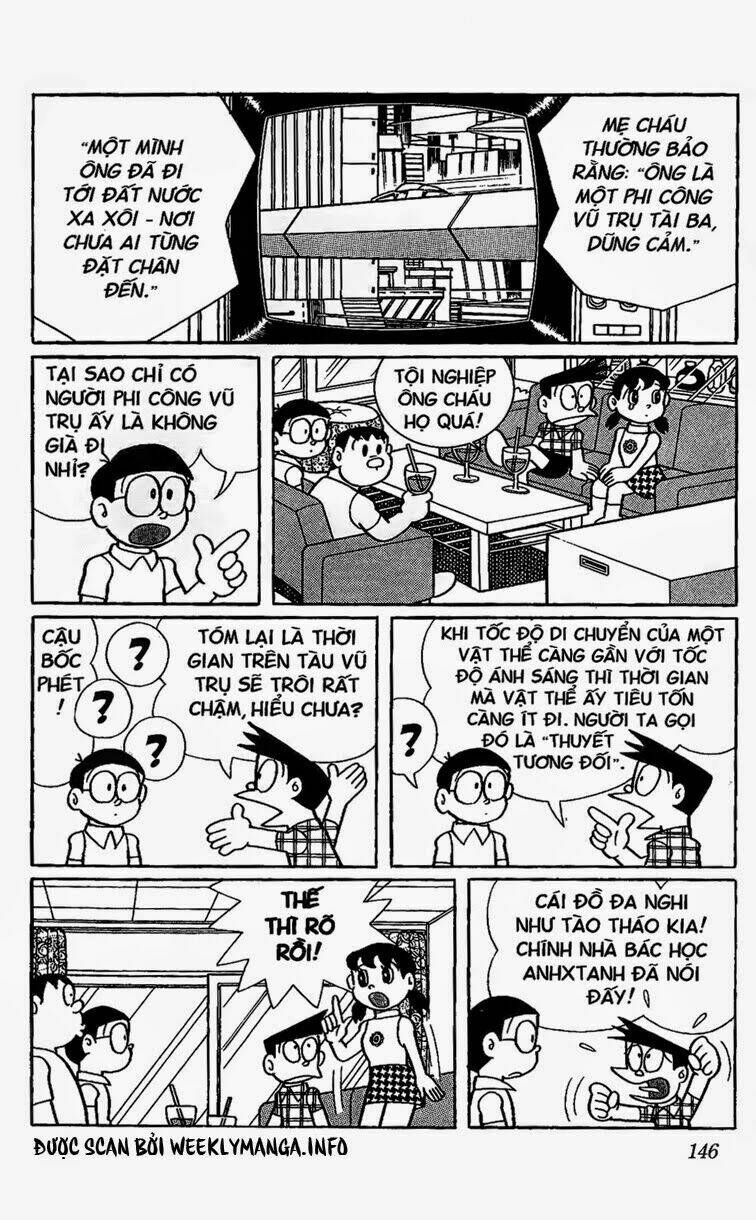 MẸ CHÁU
THƯỜNG BẢO
RẰNG: "ÔNG LÀ
MỘT PHI CÔNG
VŨ TRỤ TÀI BA,
DŨNG CẢM."
"MỘT MÌNH
ÔNG ĐÃ ĐI
TỚI ĐẤT NƯỚC
XA XÔI - NƠI
CHƯA AI TỪNG
ĐẶT CHÂN
ĐẾN."
TỘI NGHIỆP
ÔNG CHÁU
HỌ QUÁ!
TẠI SAO CHỈ CÓ
NGƯỜI PHI CÔNG VŨ
TRỤ ẤY LÀ KHÔNG
GIÀ ĐI
NHỈ?
KHI TỐC ĐỘ DI CHUYỂN CỦA MỘT
VẬT THỂ CÀNG GẦN VỚI TỐC
ĐỘ ÁNH SÁNG THÌ THỜI GIAN
MÀ VẬT THỂ ẤY TIÊU TỐN
CÀNG ÍT ĐI. NGƯỜI TA GỌI
ĐÓ LÀ "THUYẾT
TƯƠNG ĐỐI".
?
TÓM LẠI LÀ THỜI
GIAN TRÊN TÀU VŨ
TRỤ SẼ TRÔI RẤT
CHẬM, HIỂU CHƯA?
?
?
?
CẬU
BỐC
PHÉT
!
CÁI ĐỒ ĐA NGHI
NHƯ TÀO THÁO KIA!
CHÍNH NHÀ BÁC HỌC
ANHXTANH ĐÃ NÓI
ĐẤY!
THẾ
THÌ RÕ
RỒI!
ĐƯỢC SCAN BỞI WEEKLYMANGA.INFO
146